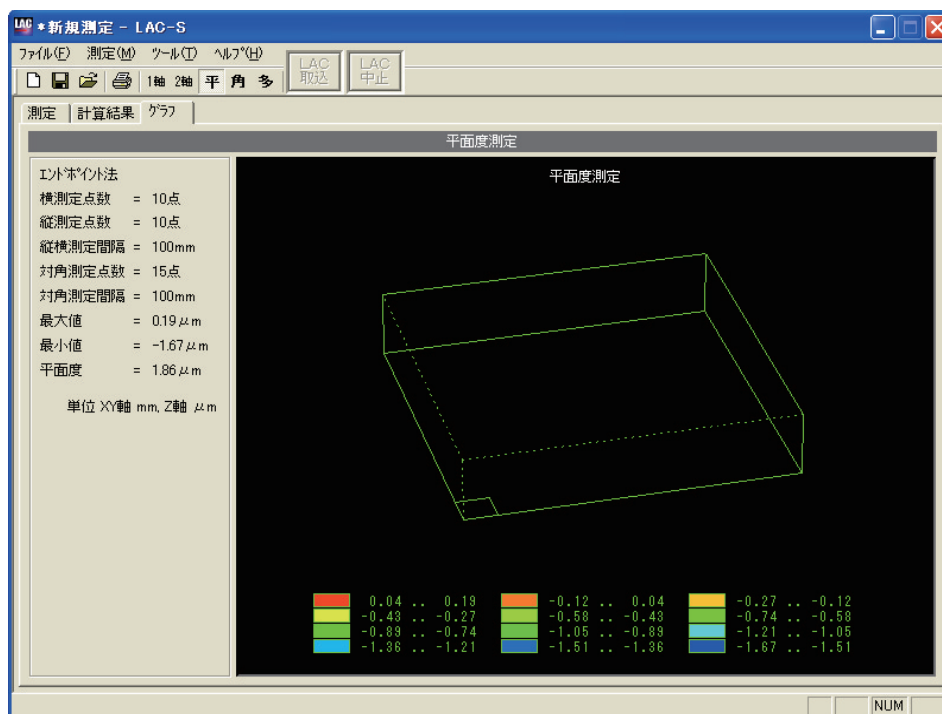 LAC *新規測定 - LAC-S
ファイル(F) 測定(M) ツール(T) ヘルプ(H)
1軸 2軸 平 角 多 LAC取込 LAC中止
測定 計算結果 グラフ
平面度測定
エンドポイント法
横測定点数 = 10点
縦測定点数 = 10点
縦横測定間隔 = 100mm
対角測定点数 = 15点
対角測定間隔 = 100mm
最大値 = 0.19μm
最小値 = -1.67μm
平面度 = 1.86μm
単位 XY軸 mm, Z軸 μm
平面度測定
0.04 .. 0.19 -0.12 .. 0.04 -0.27 .. -0.12
-0.43 .. -0.27 -0.58 .. -0.43 -0.74 .. -0.58
-0.89 .. -0.74 -1.05 .. -0.89 -1.21 .. -1.05
-1.36 .. -1.21 -1.51 .. -1.36 -1.67 .. -1.51
NUM